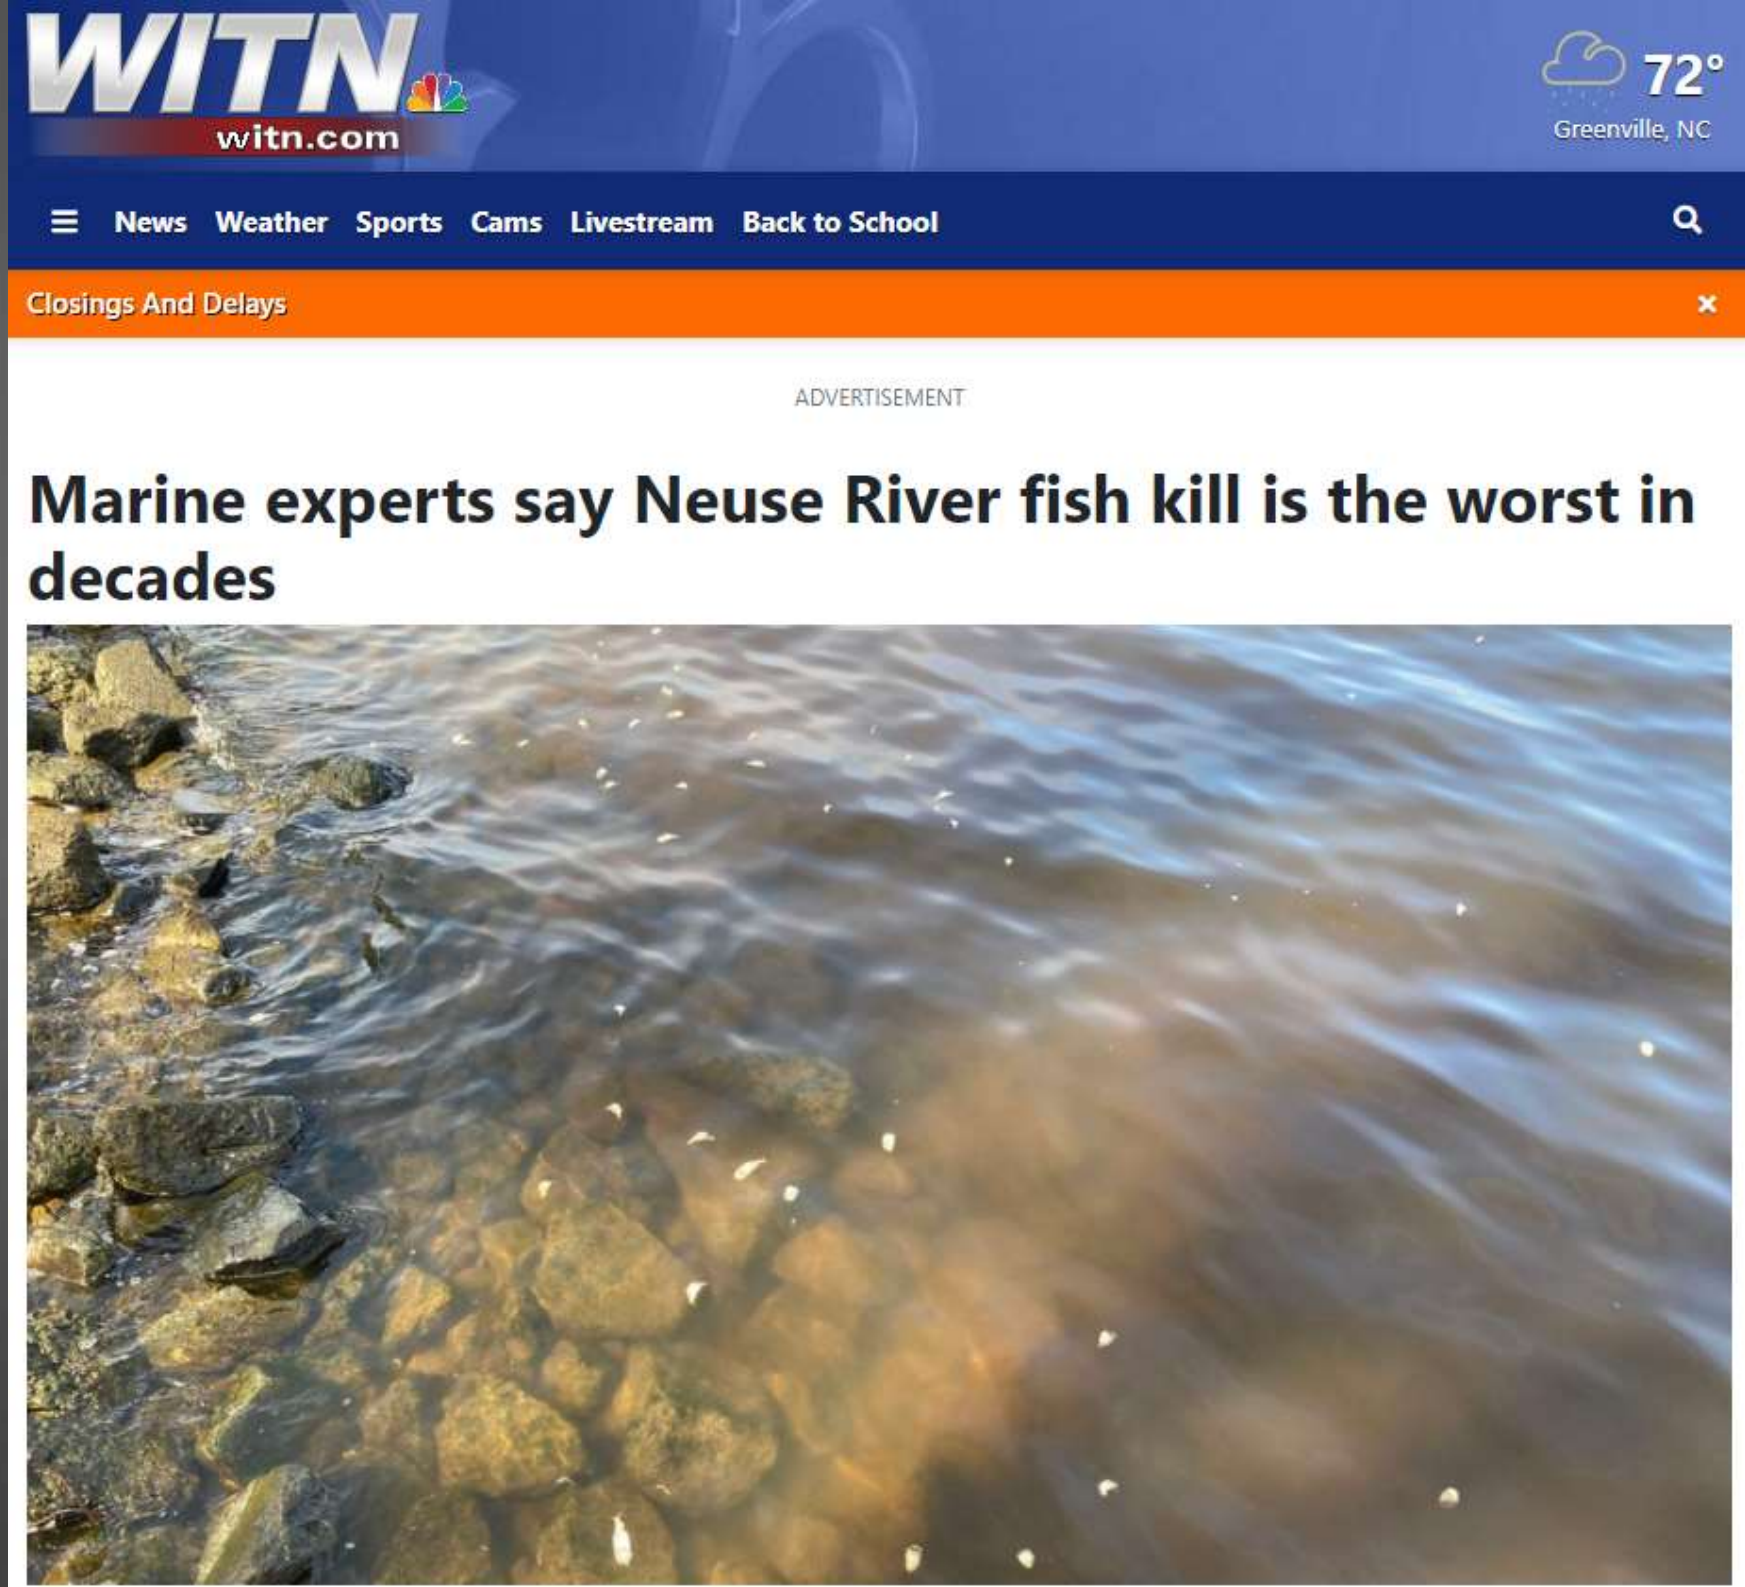 WITN
witn.com
72°
Greenville, NC
☰ News Weather Sports Cams Livestream Back to School
Closings And Delays ×
ADVERTISEMENT
Marine experts say Neuse River fish kill is the worst in
decades